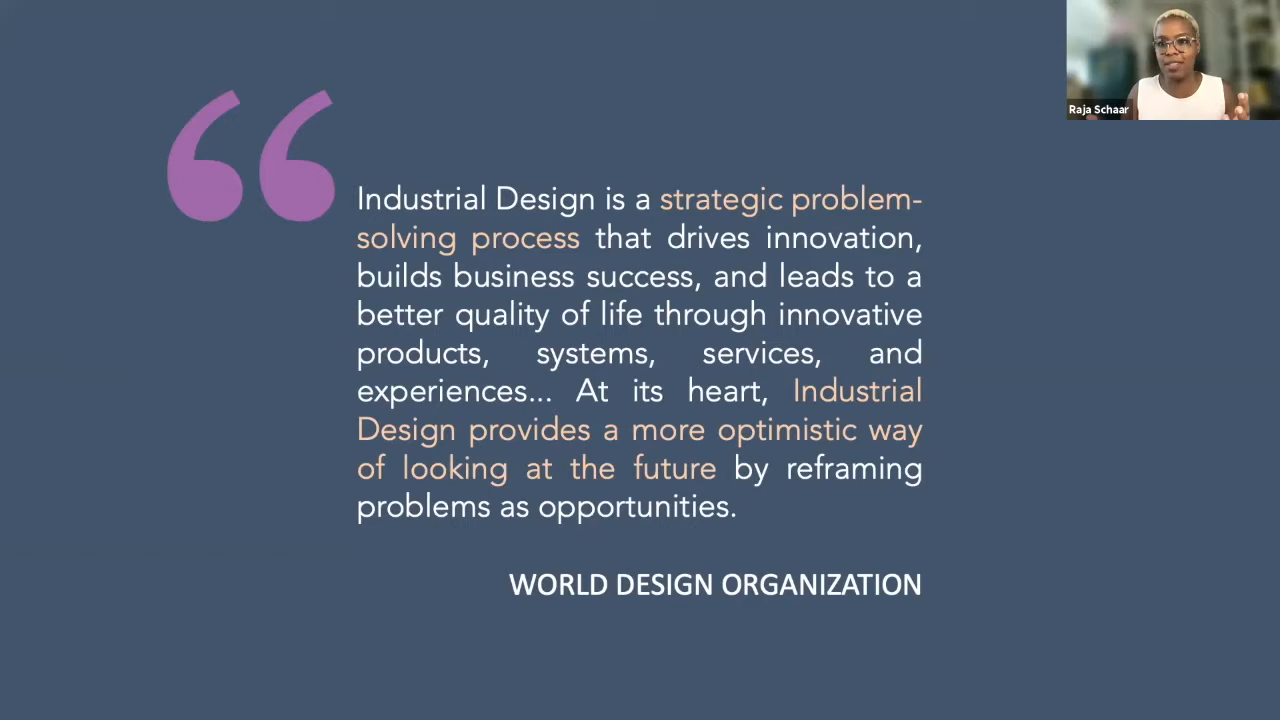 Raja Schaar
Industrial Design is a strategic problem-
solving process that drives innovation,
builds business success, and leads to a
better quality of life through innovative
products, systems, services, and
experiences... At its heart, Industrial
Design provides a more optimistic way
of looking at the future by reframing
problems as opportunities.
WORLD DESIGN ORGANIZATION